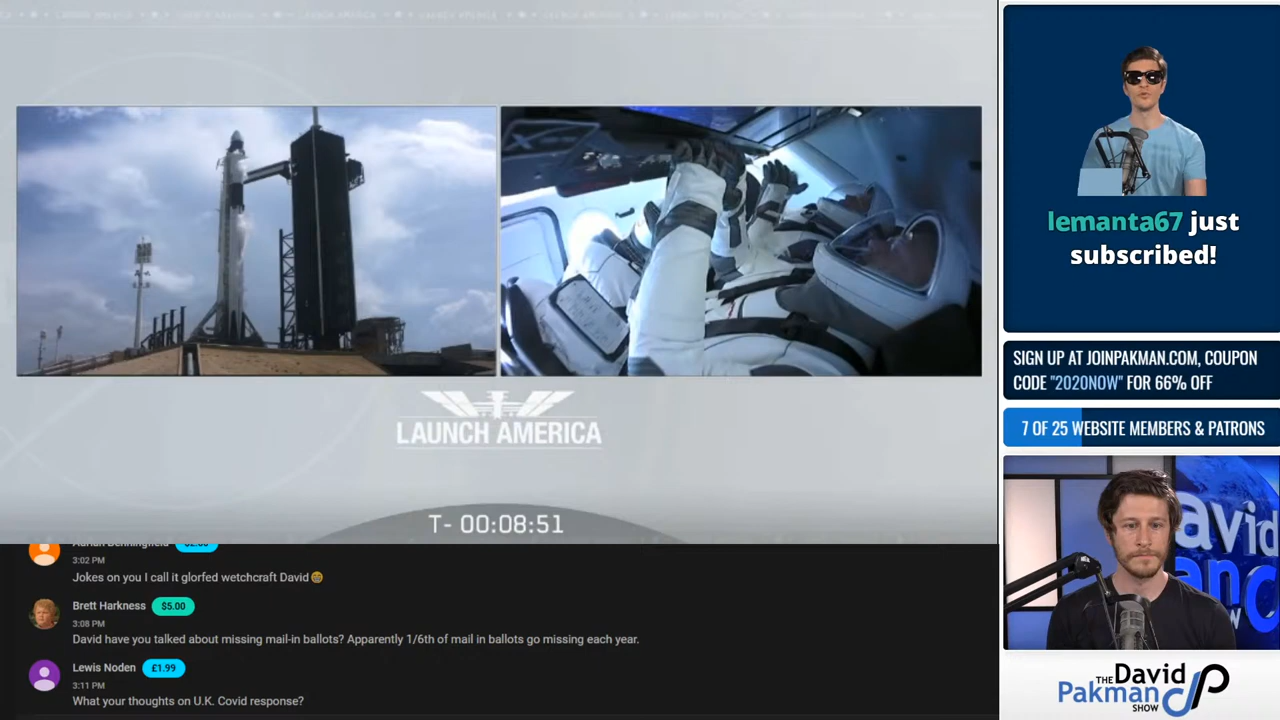 LAUNCH AMERICA
T- 00:08:51
$2.00
3:02 PM
Jokes on you I call it glorfed wetchcraft David
Brett Harkness $5.00
3:08 PM
David have you talked about missing mail-in ballots? Apparently 1/6th of mail in ballots go missing each year.
Lewis Noden £1.99
3:11 PM
What your thoughts on U.K. Covid response?
lemanta67 just
subscribed!
SIGN UP AT JOINPAKMAN.COM, COUPON
CODE "2020NOW" FOR 66% OFF
7 OF 25 WEBSITE MEMBERS & PATRONS
THE David
Pakman
SHOW